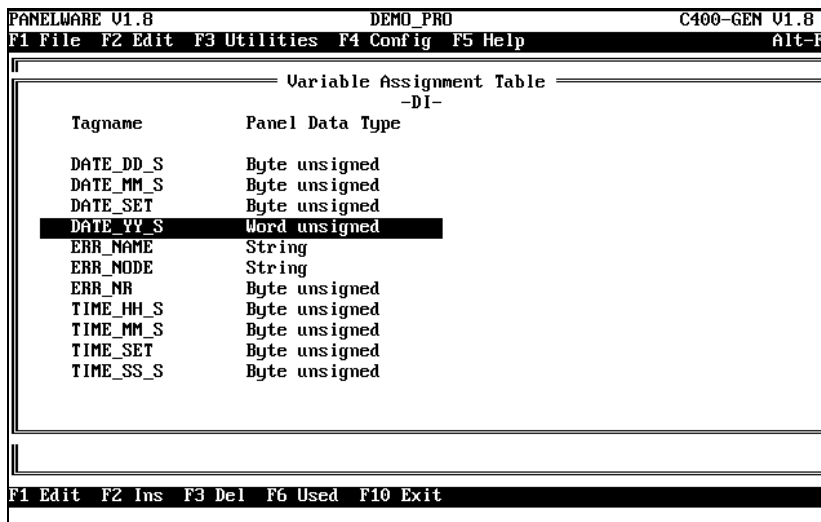 PANELWARE V1.8 DEMO_PRO C400-GEN V1.8
F1 File F2 Edit F3 Utilities F4 Config F5 Help
Variable Assignment Table
-DI-
Tagname Panel Data Type
DATE_DD_S Byte unsigned
DATE_MM_S Byte unsigned
DATE_SET Byte unsigned
DATE_YY_S Word unsigned
ERR_NAME String
ERR_NODE String
ERR_NR Byte unsigned
TIME_HH_S Byte unsigned
TIME_MM_S Byte unsigned
TIME_SET Byte unsigned
TIME_SS_S Byte unsigned
F1 Edit F2 Ins F3 Del F6 Used F10 Exit